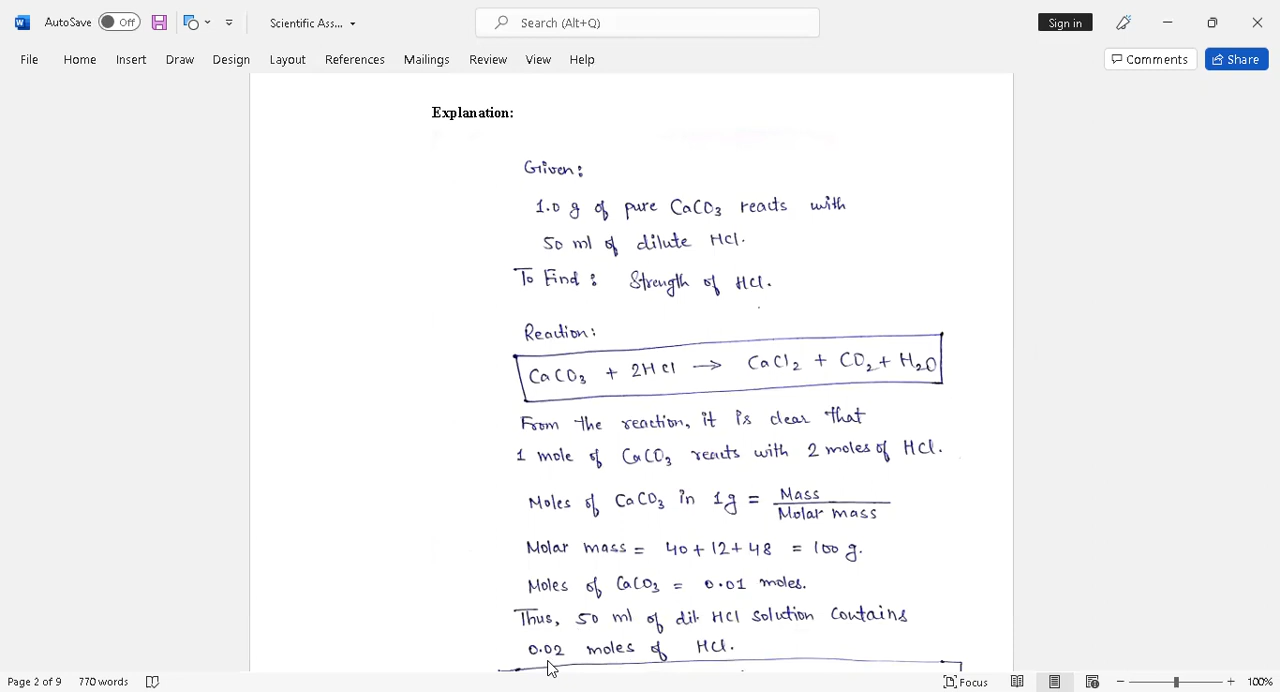 AutoSave Off Scientific Ass... Search (Alt+Q) Sign in
File Home Insert Draw Design Layout References Mailings Review View Help Comments Share
Explanation:
Given:
1.0 g of pure CaCO3 reacts with
50 ml of dilute HCl.
To Find: Strength of HCl.
Reaction:
CaCO3 + 2HCl → CaCl2 + CO2 + H2O
From the reaction, it is clear that
1 mole of CaCO3 reacts with 2 moles of HCl.
Moles of CaCO3 in 1g = Mass / Molar mass
Molar mass = 40+12+48 = 100 g.
Moles of CaCO3 = 0.01 moles.
Thus, 50 ml of dil. HCl solution contains
0.02 moles of HCl.
Page 2 of 9 770 words Focus 100%